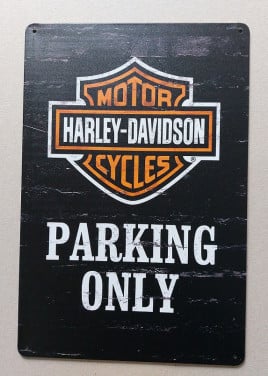 MOTOR
HARLEY-DAVIDSON
CYCLES ®
PARKING
ONLY